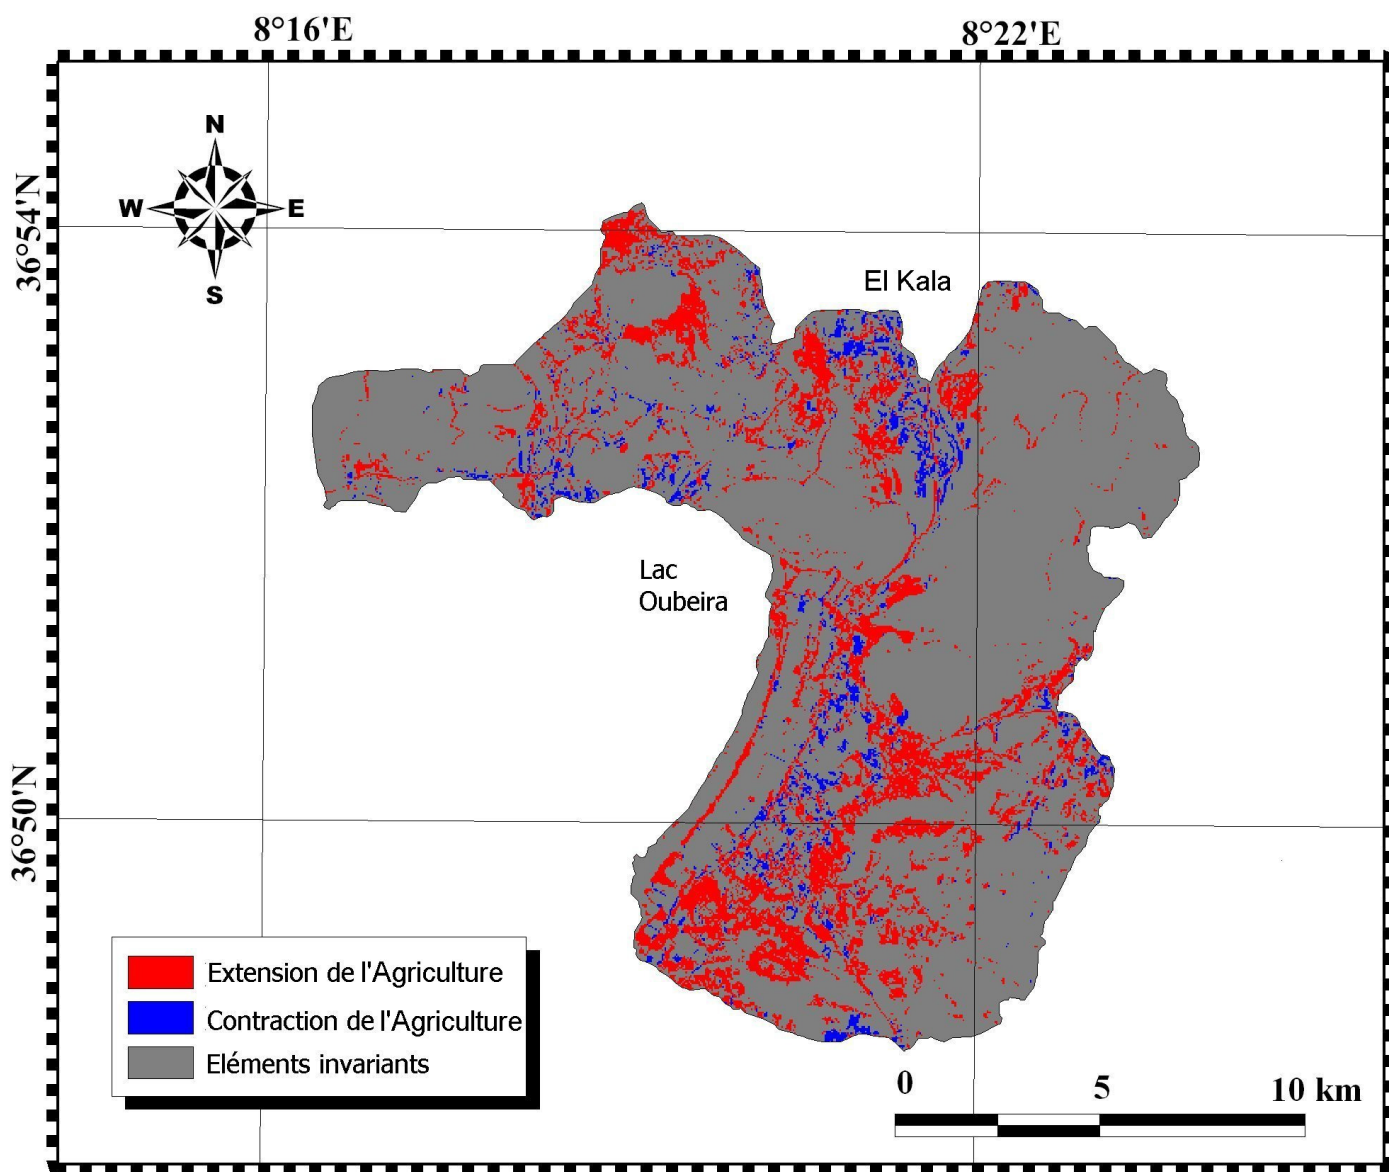 8°16'E
8°22'E
N
W E
S
36°54'N
El Kala
Lac
Oubeira
36°50'N
Extension de l'Agriculture
Contraction de l'Agriculture
Eléments invariants
0 5 10 km